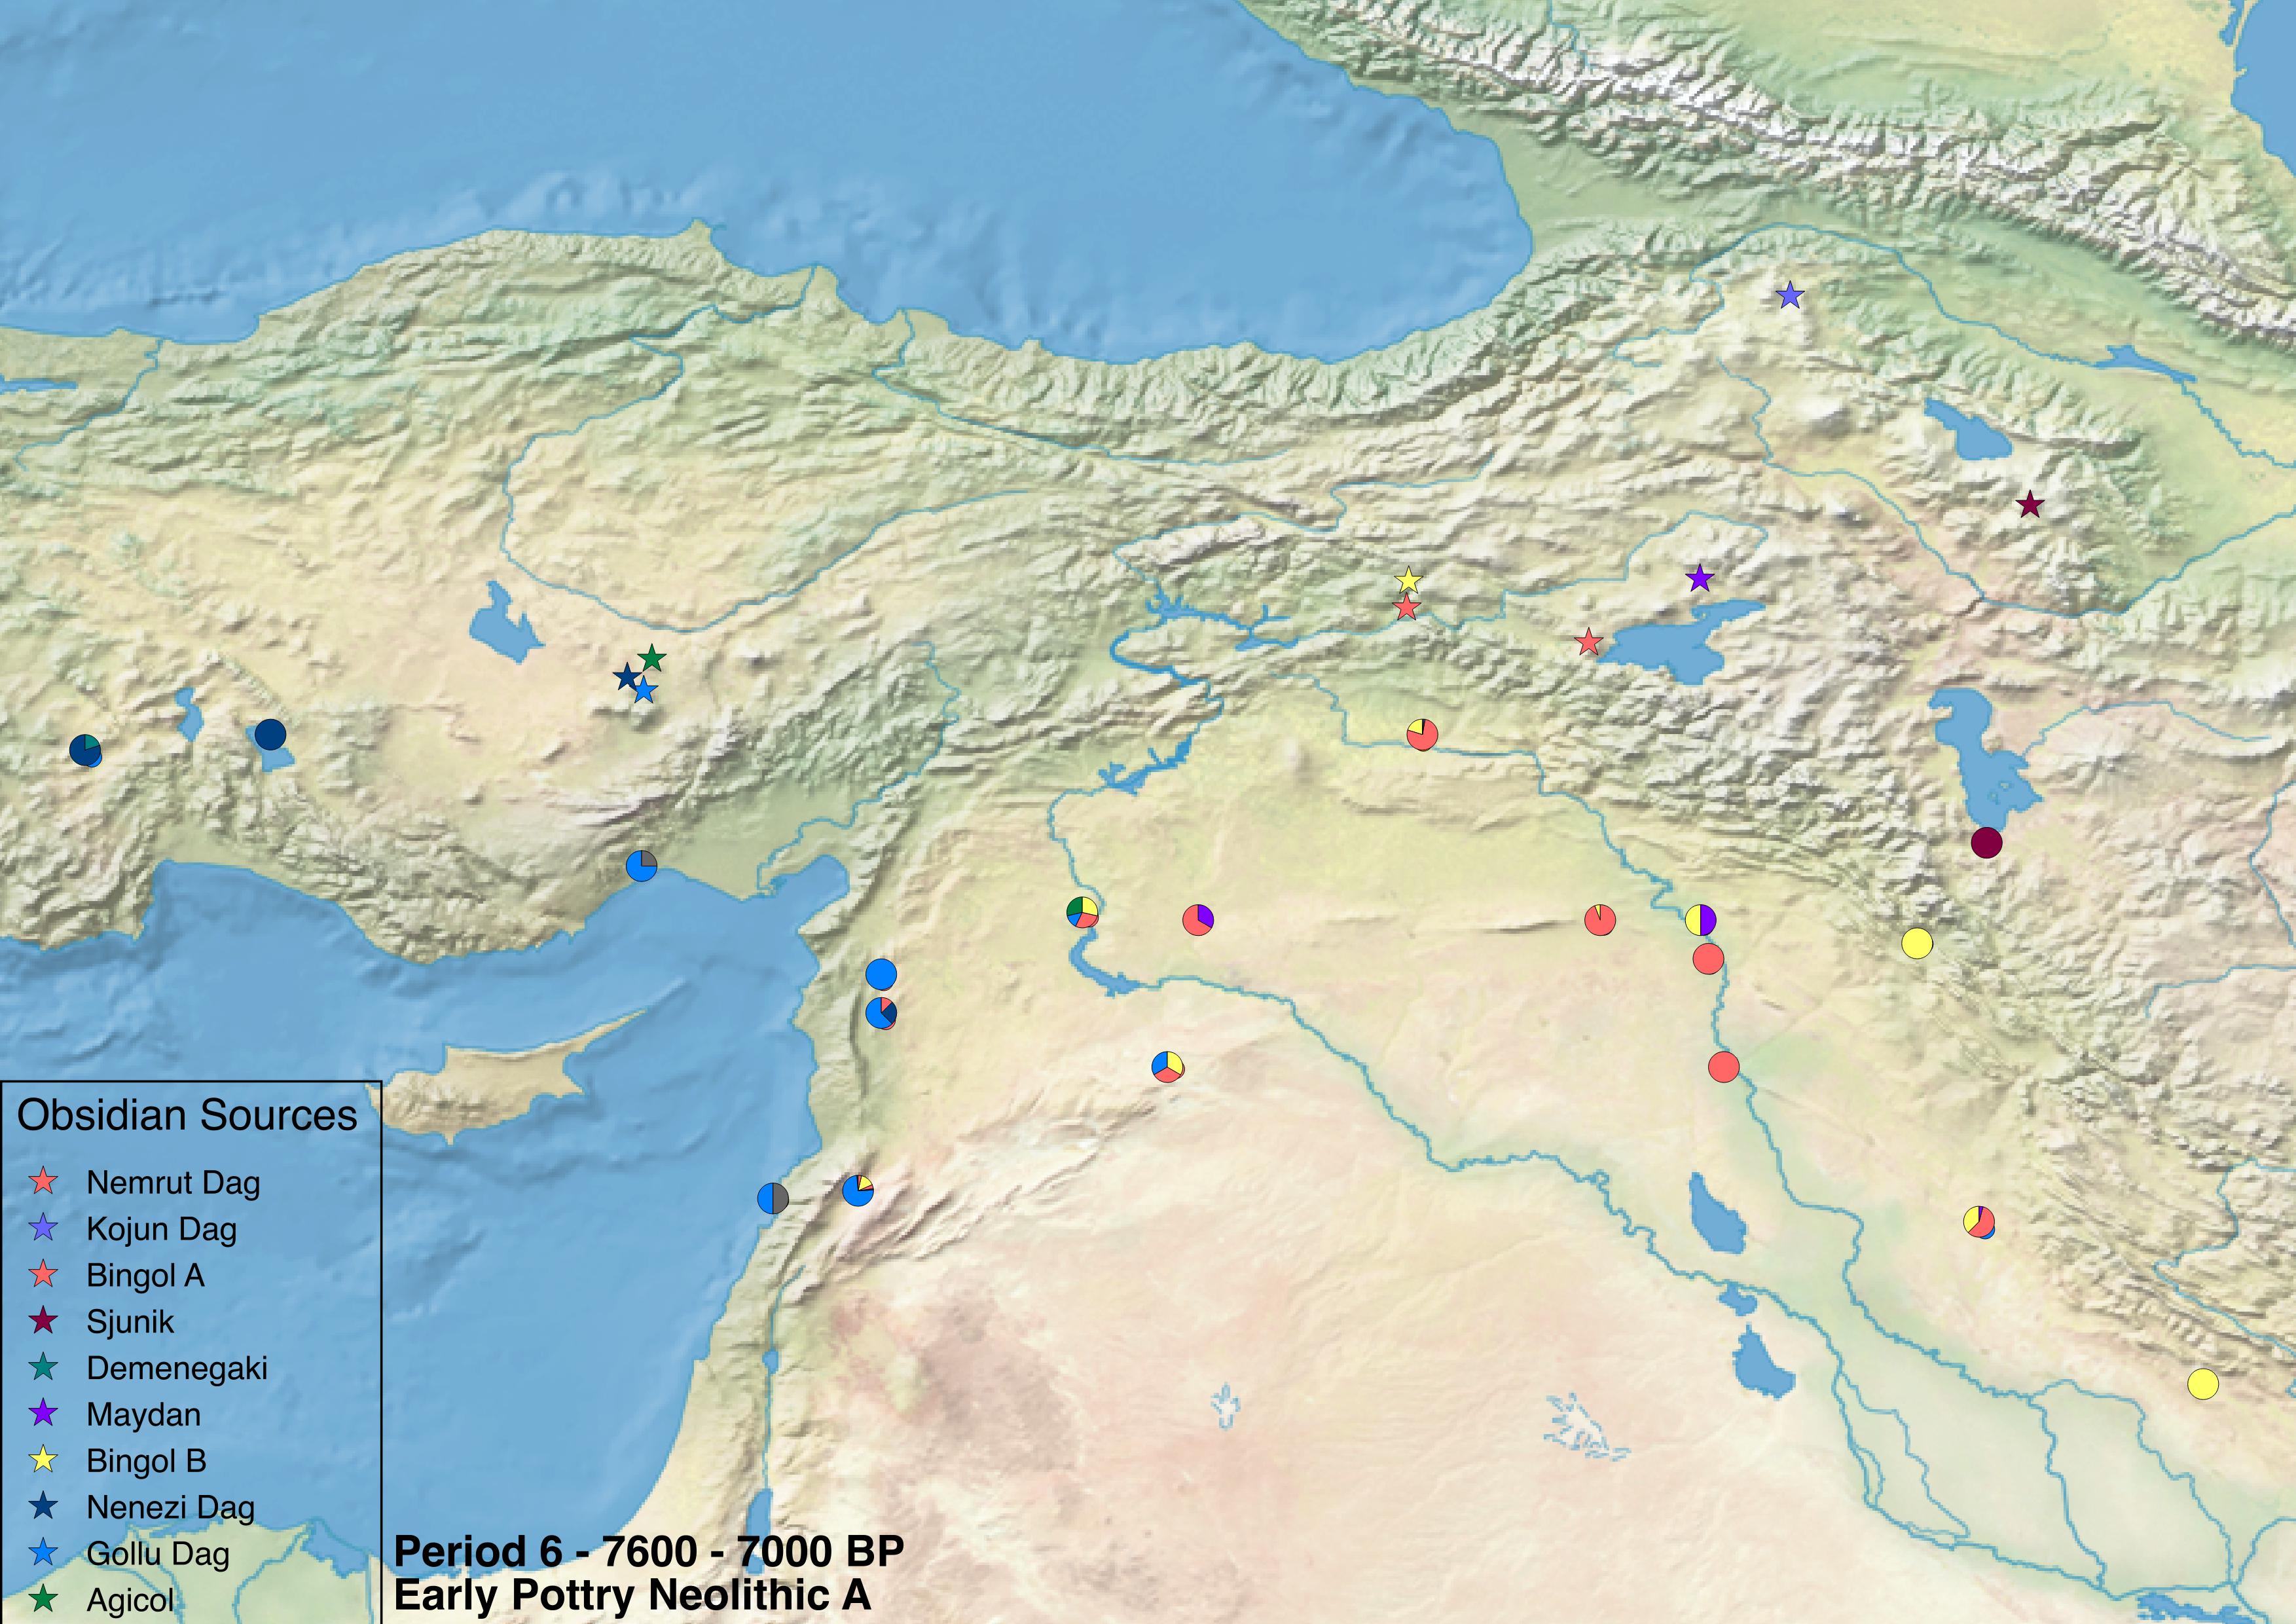 Obsidian Sources
Nemrut Dag
Kojun Dag
Bingol A
Sjunik
Demenegaki
Maydan
Bingol B
Nenezi Dag
Gollu Dag
Agicol
Period 6 - 7600 - 7000 BP
Early Pottry Neolithic A